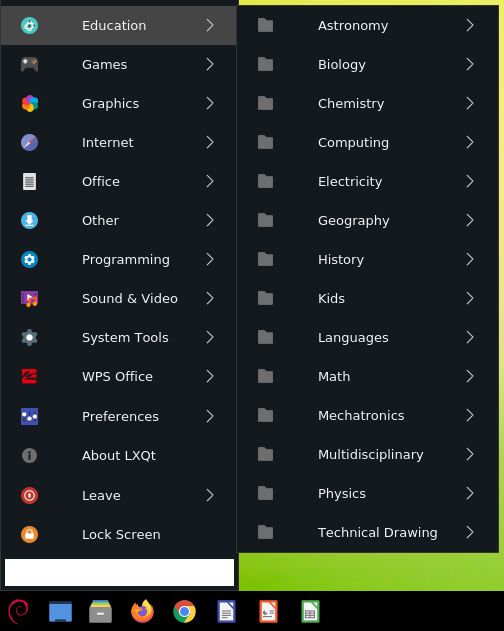 Education
Games
Graphics
Internet
Office
Other
Programming
Sound & Video
System Tools
WPS Office
Preferences
About LXQt
Leave
Lock Screen
Astronomy
Biology
Chemistry
Computing
Electricity
Geography
History
Kids
Languages
Math
Mechatronics
Multidisciplinary
Physics
Technical Drawing